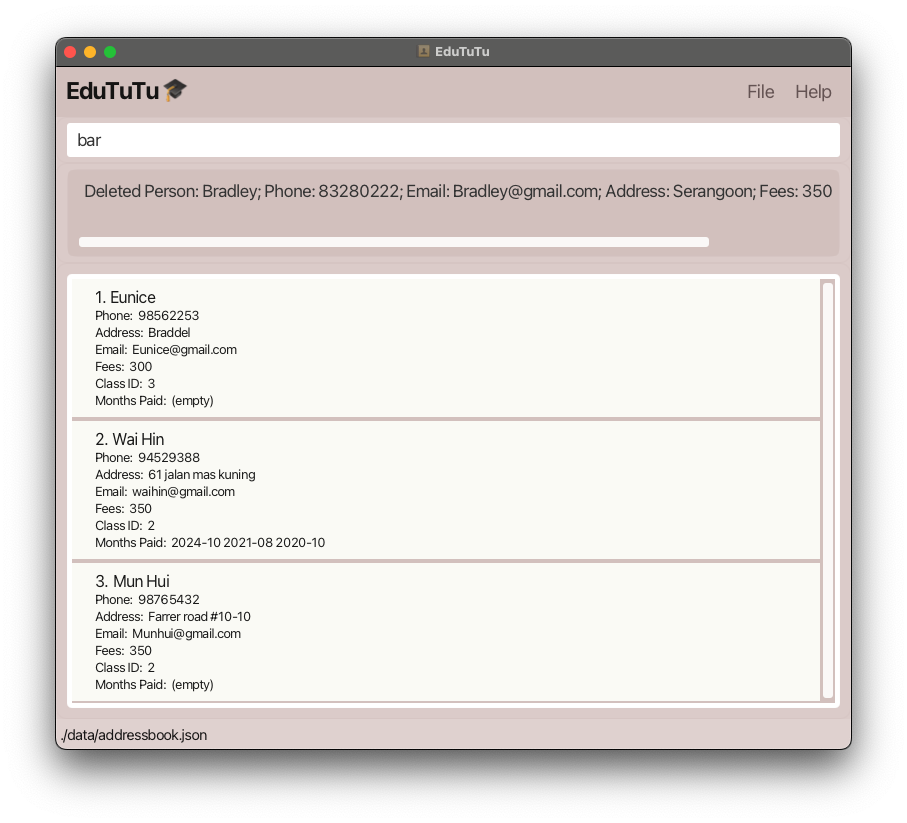 EduTuTu
EduTuTu
File Help
bar
Deleted Person: Bradley; Phone: 83280222; Email: Bradley@gmail.com; Address: Serangoon; Fees: 350
1. Eunice
Phone: 98562253
Address: Braddel
Email: Eunice@gmail.com
Fees: 300
Class ID: 3
Months Paid: (empty)
2. Wai Hin
Phone: 94529388
Address: 61 jalan mas kuning
Email: waihin@gmail.com
Fees: 350
Class ID: 2
Months Paid: 2024-10 2021-08 2020-10
3. Mun Hui
Phone: 98765432
Address: Farrer road #10-10
Email: Munhui@gmail.com
Fees: 350
Class ID: 2
Months Paid: (empty)
./data/addressbook.json